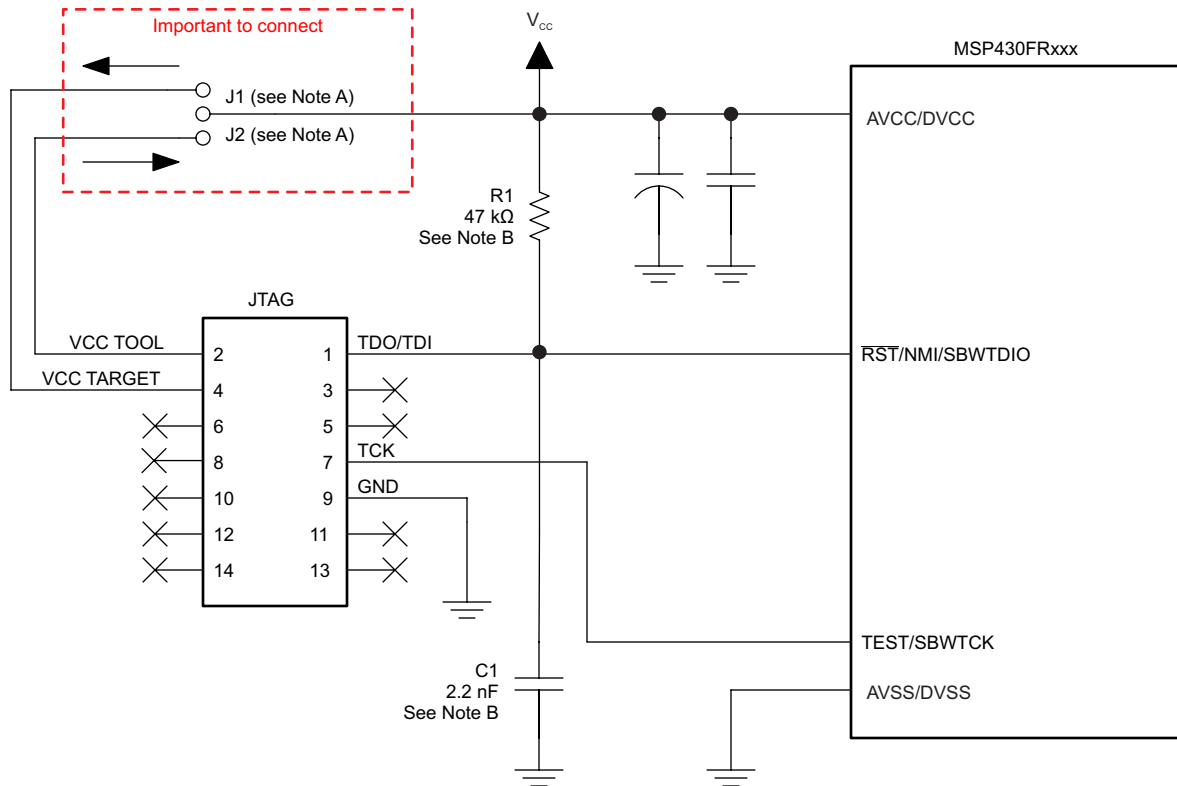 Important to connect
VCC
MSP430FRxxx
J1 (see Note A)
J2 (see Note A)
AVCC/DVCC
R1
47 kΩ
See Note B
JTAG
VCC TOOL
2
1
TDO/TDI
RST/NMI/SBWTDIO
VCC TARGET
4
3
6
5
8
7
TCK
10
9
GND
12
11
14
13
TEST/SBWTCK
C1
2.2 nF
See Note B
AVSS/DVSS